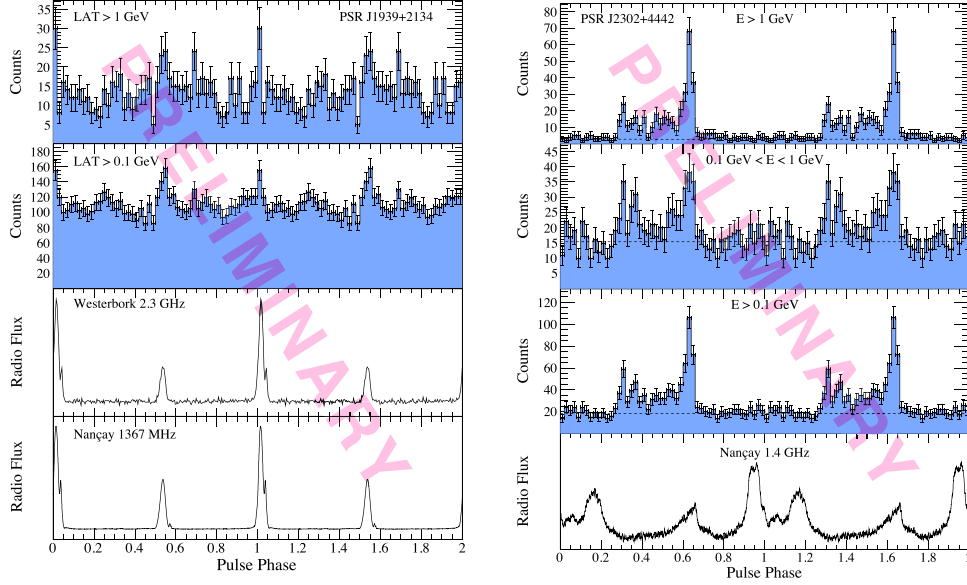 LAT > 1 GeV
PSR J1939+2134
Counts
35
30
25
20
15
10
5
LAT > 0.1 GeV
Counts
180
160
140
120
100
80
60
40
20
Westerbork 2.3 GHz
Radio Flux
Nançay 1367 MHz
Radio Flux
0 0.2 0.4 0.6 0.8 1 1.2 1.4 1.6 1.8 2
Pulse Phase
PRELIMINARY
PSR J2302+4442
E > 1 GeV
Counts
80
70
60
50
40
30
20
10
0.1 GeV < E < 1 GeV
Counts
45
40
35
30
25
20
15
10
5
E > 0.1 GeV
Counts
120
100
80
60
40
20
Nançay 1.4 GHz
Radio Flux
0 0.2 0.4 0.6 0.8 1 1.2 1.4 1.6 1.8
Pulse Phase
PRELIMINARY